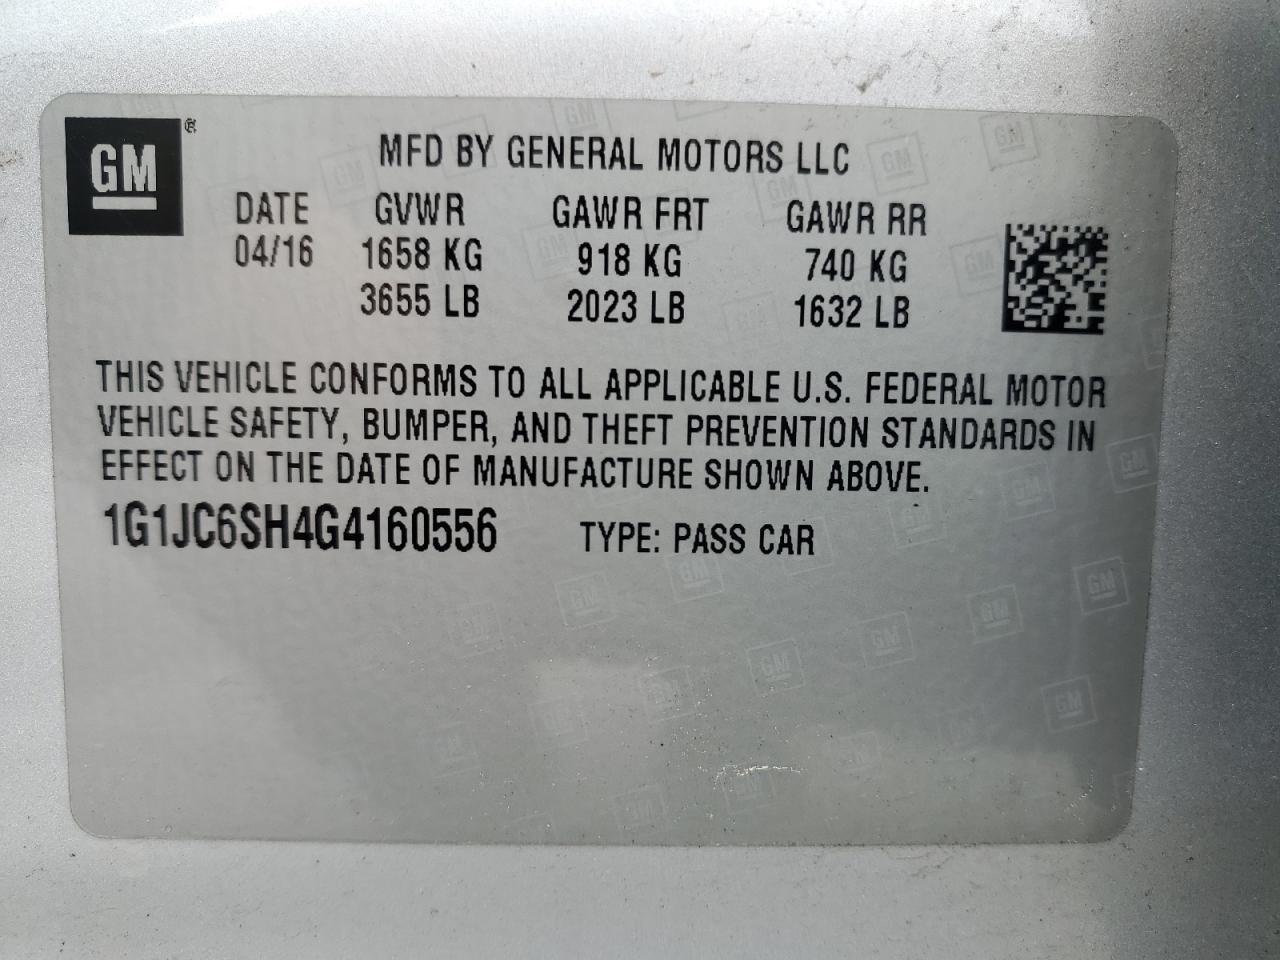 GM
MFD BY GENERAL MOTORS LLC
DATE GVWR GAWR FRT GAWR RR
04/16 1658 KG 918 KG 740 KG
3655 LB 2023 LB 1632 LB
THIS VEHICLE CONFORMS TO ALL APPLICABLE U.S. FEDERAL MOTOR
VEHICLE SAFETY, BUMPER, AND THEFT PREVENTION STANDARDS IN
EFFECT ON THE DATE OF MANUFACTURE SHOWN ABOVE.
1G1JC6SH4G4160556 TYPE: PASS CAR